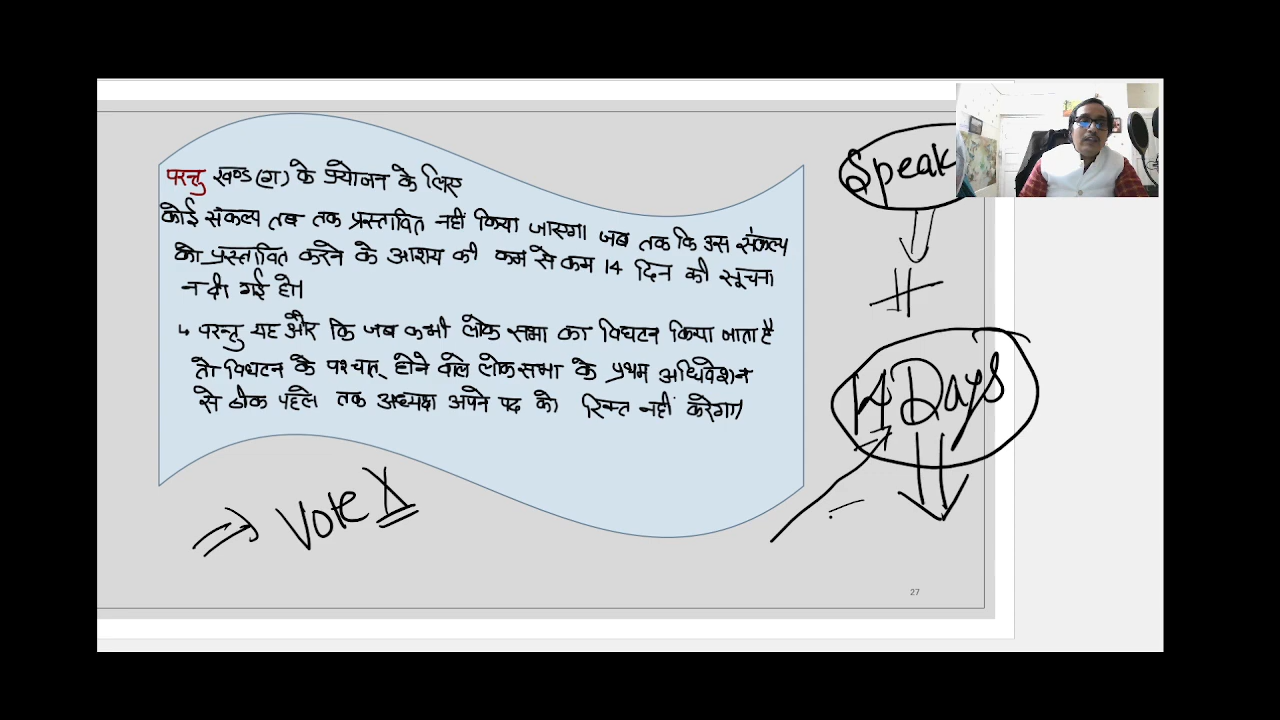 परन्तु खण्ड (ग) के प्रयोजन के लिए
कोई संकल्प तब तक प्रस्तावित नहीं किया जाएगा जब तक कि उस संकल्प
को प्रस्तावित करने के आशय की कम से कम 14 दिन की सूचना
न दी गई हो।
परन्तु यह और कि जब कभी लोक सभा का विघटन किया जाता है
तो विघटन के पश्चात् होने वाले लोकसभा के प्रथम अधिवेशन
से ठीक पहले तक अध्यक्ष अपने पद को रिक्त नहीं करेगा।
Speak
14 Days
Vote X
27